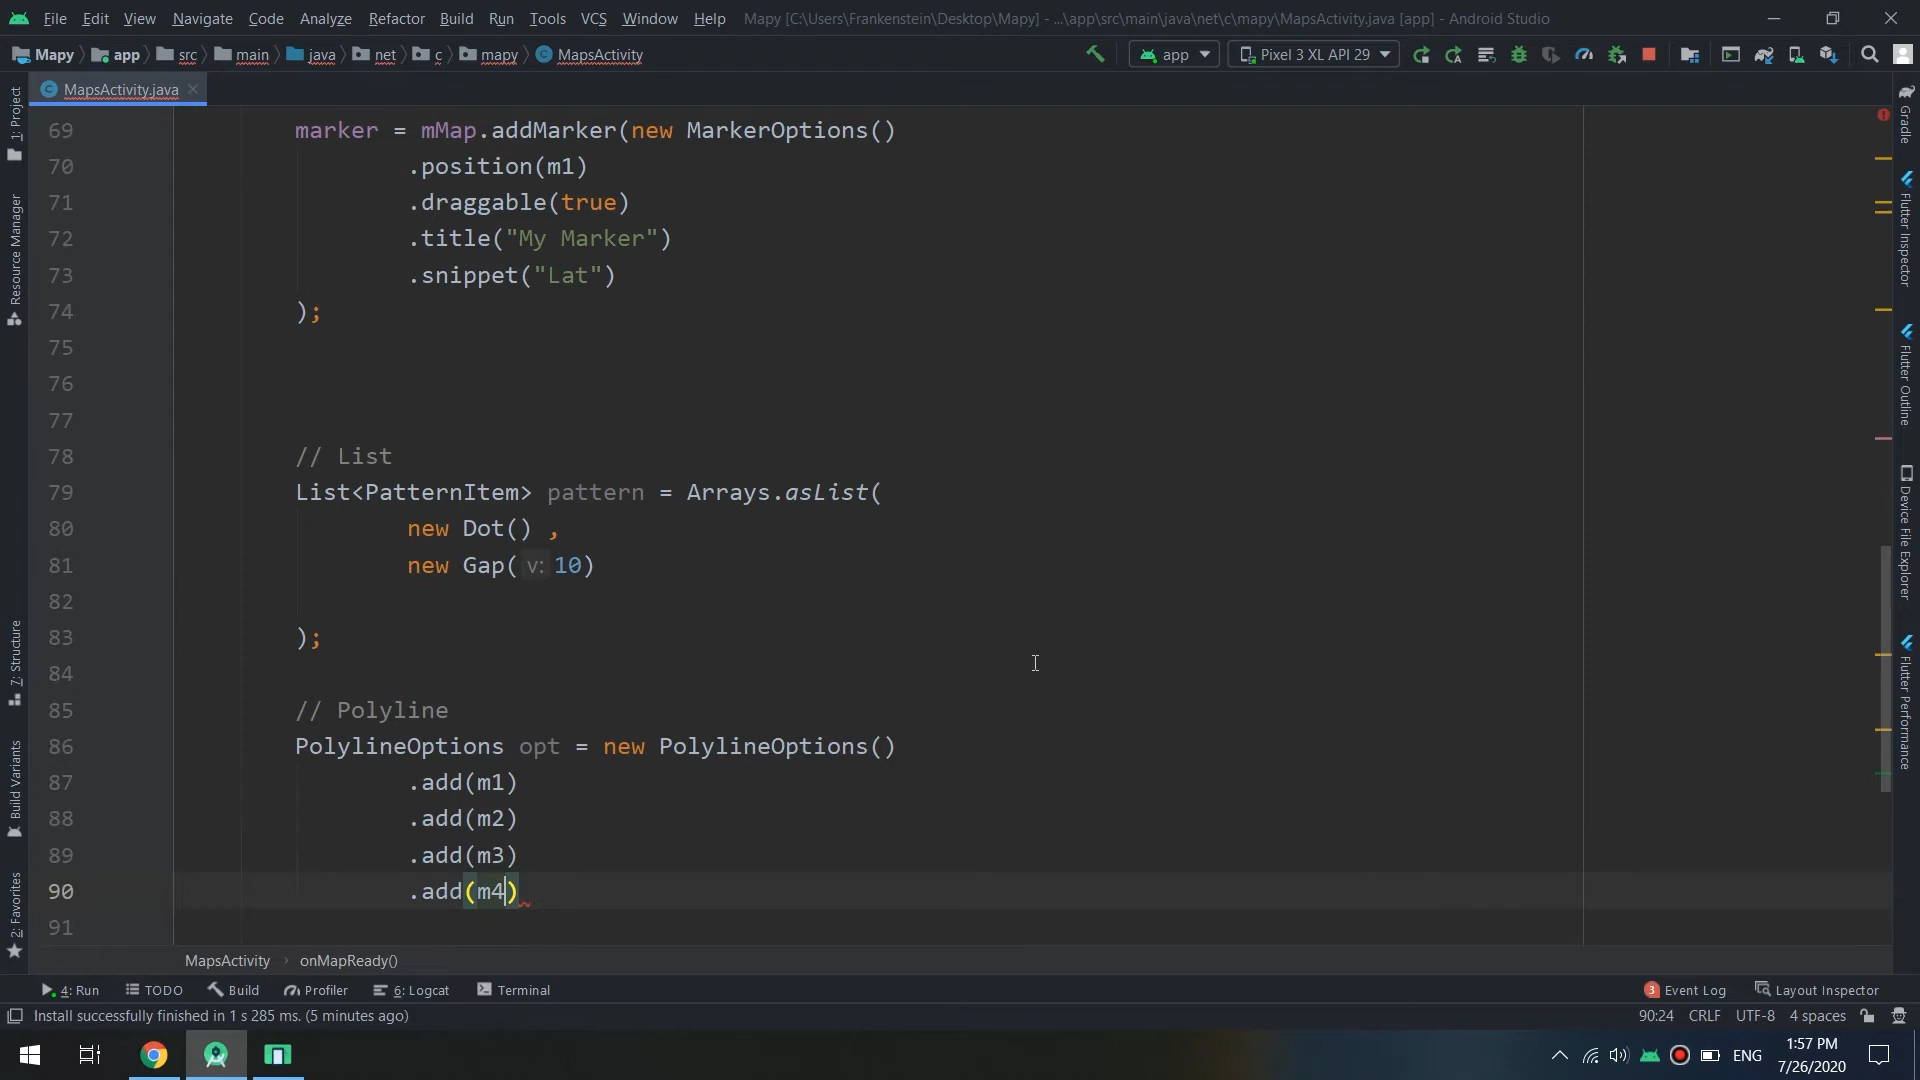 File Edit View Navigate Code Analyze Refactor Build Run Tools VCS Window Help Mapy [C:\Users\Frankenstein\Desktop\Mapy] - ...\app\src\main\java\net\c\mapy\MapsActivity.java [app] - Android Studio
Mapy app src main java net c mapy MapsActivity app Pixel 3 XL API 29
MapsActivity.java
69 marker = mMap.addMarker(new MarkerOptions()
70 .position(m1)
71 .draggable(true)
72 .title("My Marker")
73 .snippet("Lat")
74 );
75
76
77
78 // List
79 List<PatternItem> pattern = Arrays.asList(
80 new Dot() ,
81 new Gap( v: 10)
82
83 );
84
85 // Polyline
86 PolylineOptions opt = new PolylineOptions()
87 .add(m1)
88 .add(m2)
89 .add(m3)
90 .add(m4)
91
1: Project
Resource Manager
7: Structure
Build Variants
2: Favorites
Gradle
Flutter Inspector
Flutter Outline
Device File Explorer
Flutter Performance
MapsActivity › onMapReady()
4: Run TODO Build Profiler 6: Logcat Terminal 3 Event Log Layout Inspector
Install successfully finished in 1 s 285 ms. (5 minutes ago) 90:24 CRLF UTF-8 4 spaces
ENG 1:57 PM
7/26/2020